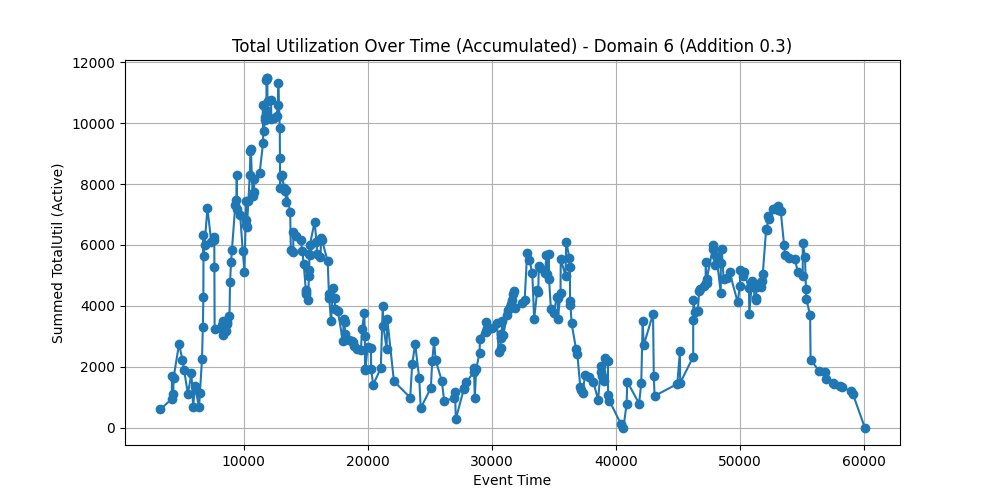 Total Utilization Over Time (Accumulated) - Domain 6 (Addition 0.3)
Summed TotalUtil (Active)
12000
10000
8000
6000
4000
2000
0
10000 20000 30000 40000 50000 60000
Event Time